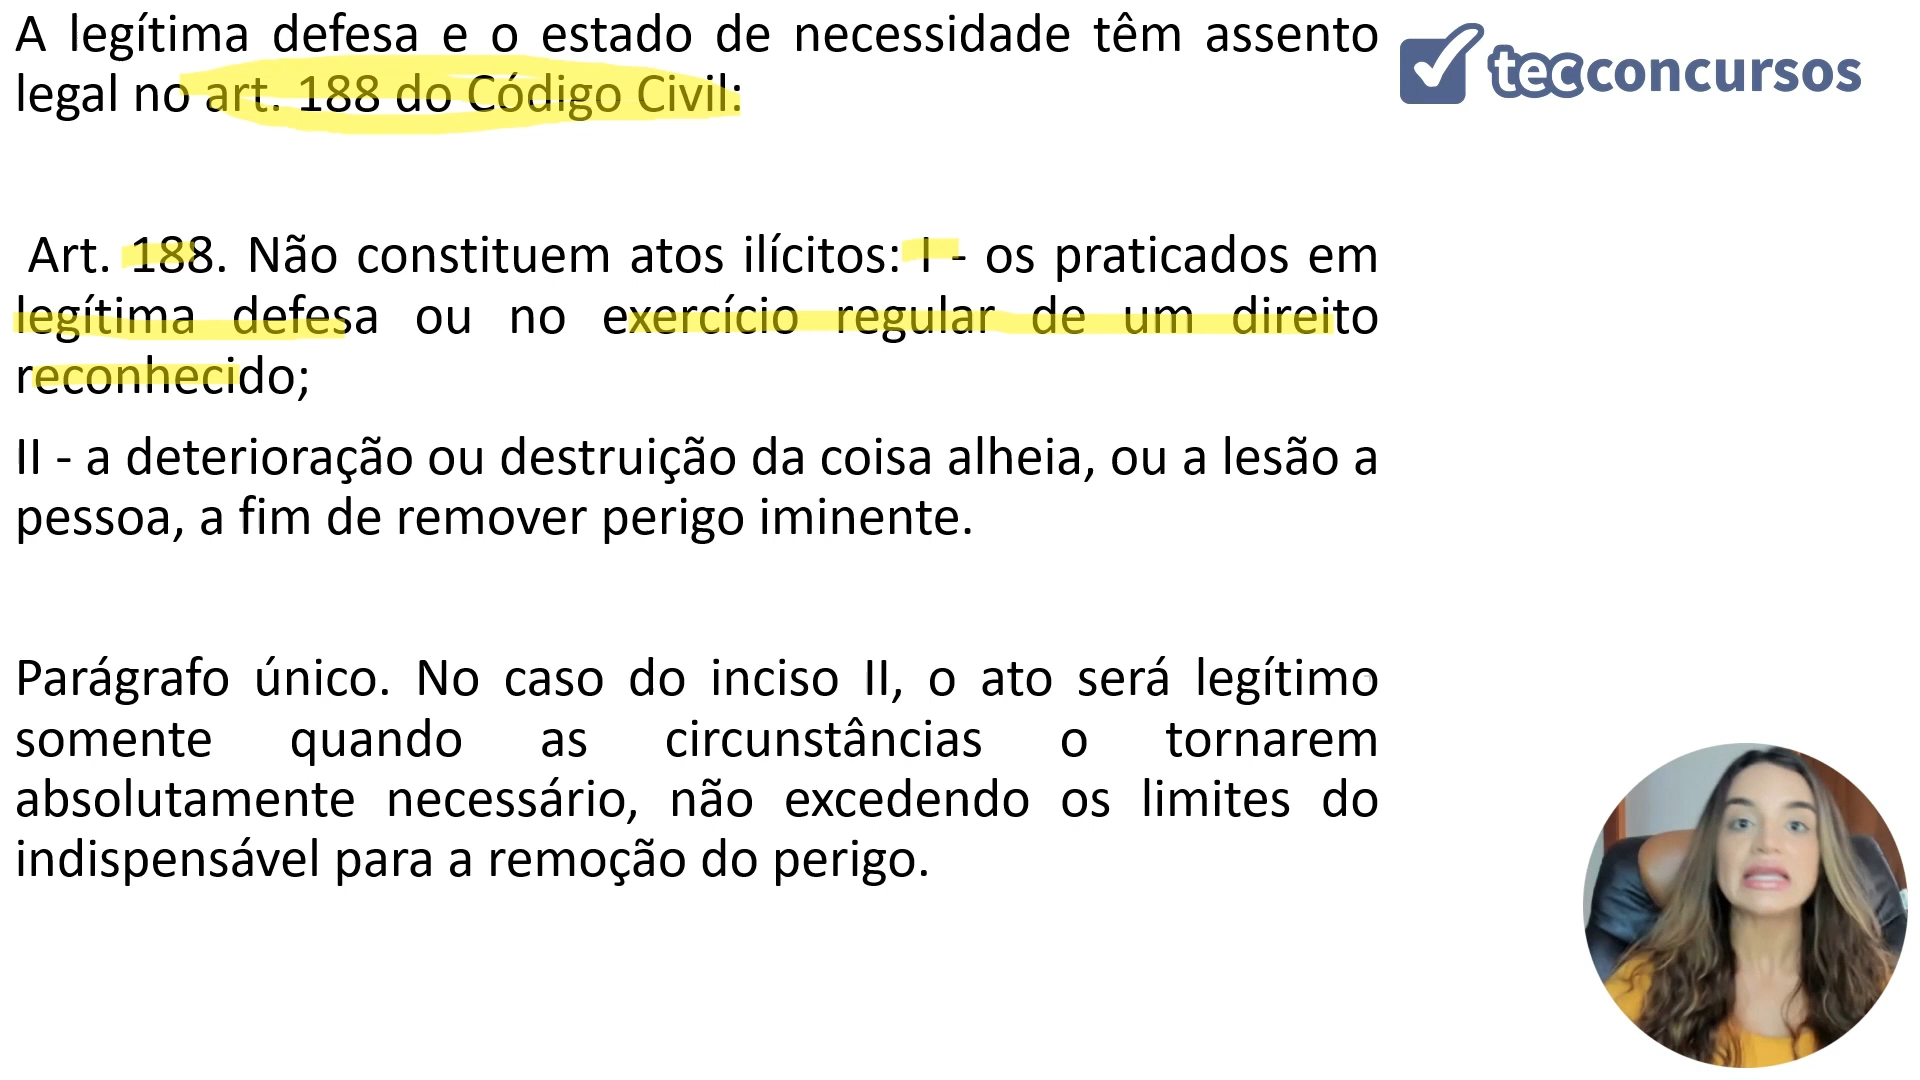 A legítima defesa e o estado de necessidade têm assento
legal no art. 188 do Código Civil:
tecconcursos
Art. 188. Não constituem atos ilícitos: I - os praticados em
legítima defesa ou no exercício regular de um direito
reconhecido;
II - a deterioração ou destruição da coisa alheia, ou a lesão a
pessoa, a fim de remover perigo iminente.
Parágrafo único. No caso do inciso II, o ato será legítimo
somente quando as circunstâncias o tornarem
absolutamente necessário, não excedendo os limites do
indispensável para a remoção do perigo.